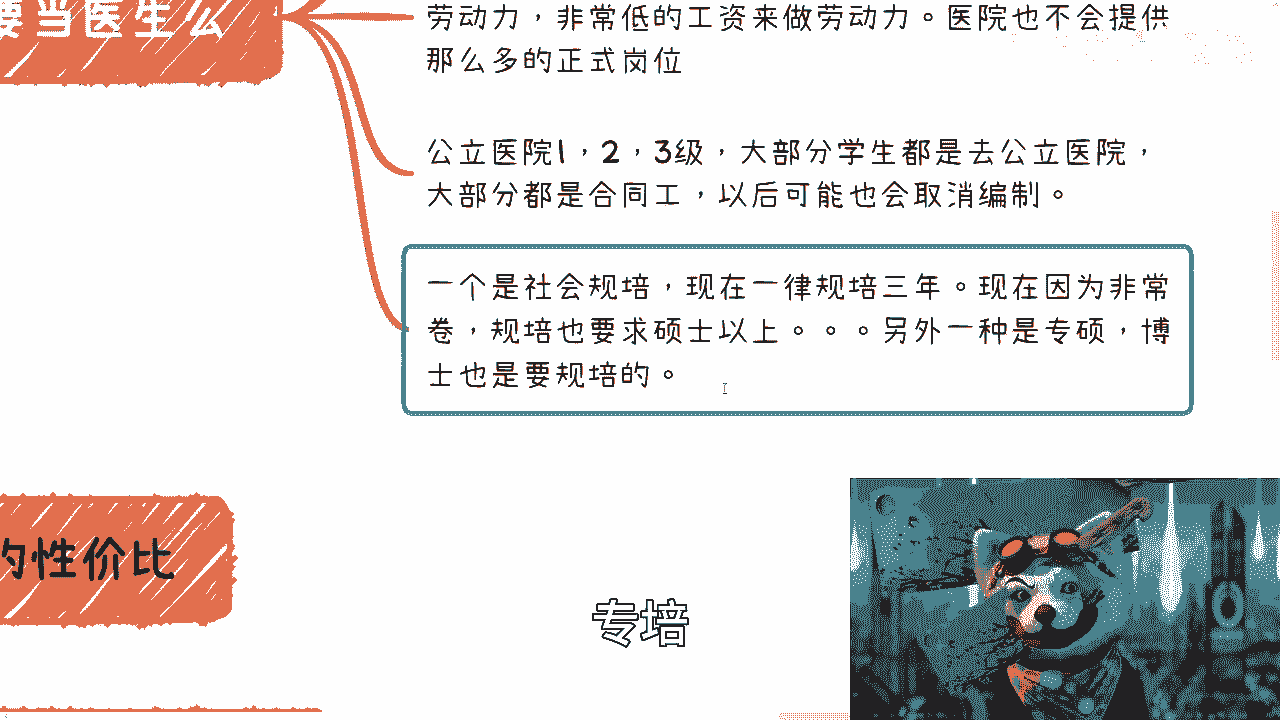 要当医生么
劳动力，非常低的工资来做劳动力。医院也不会提供
那么多的正式岗位
公立医院1，2，3级，大部分学生都是去公立医院，
大部分都是合同工，以后可能也会取消编制。
一个是社会规培，现在一律规培三年。现在因为非常
卷，规培也要求硕士以上。。。另外一种是专硕，博
士也是要规培的。
的性价比
专培